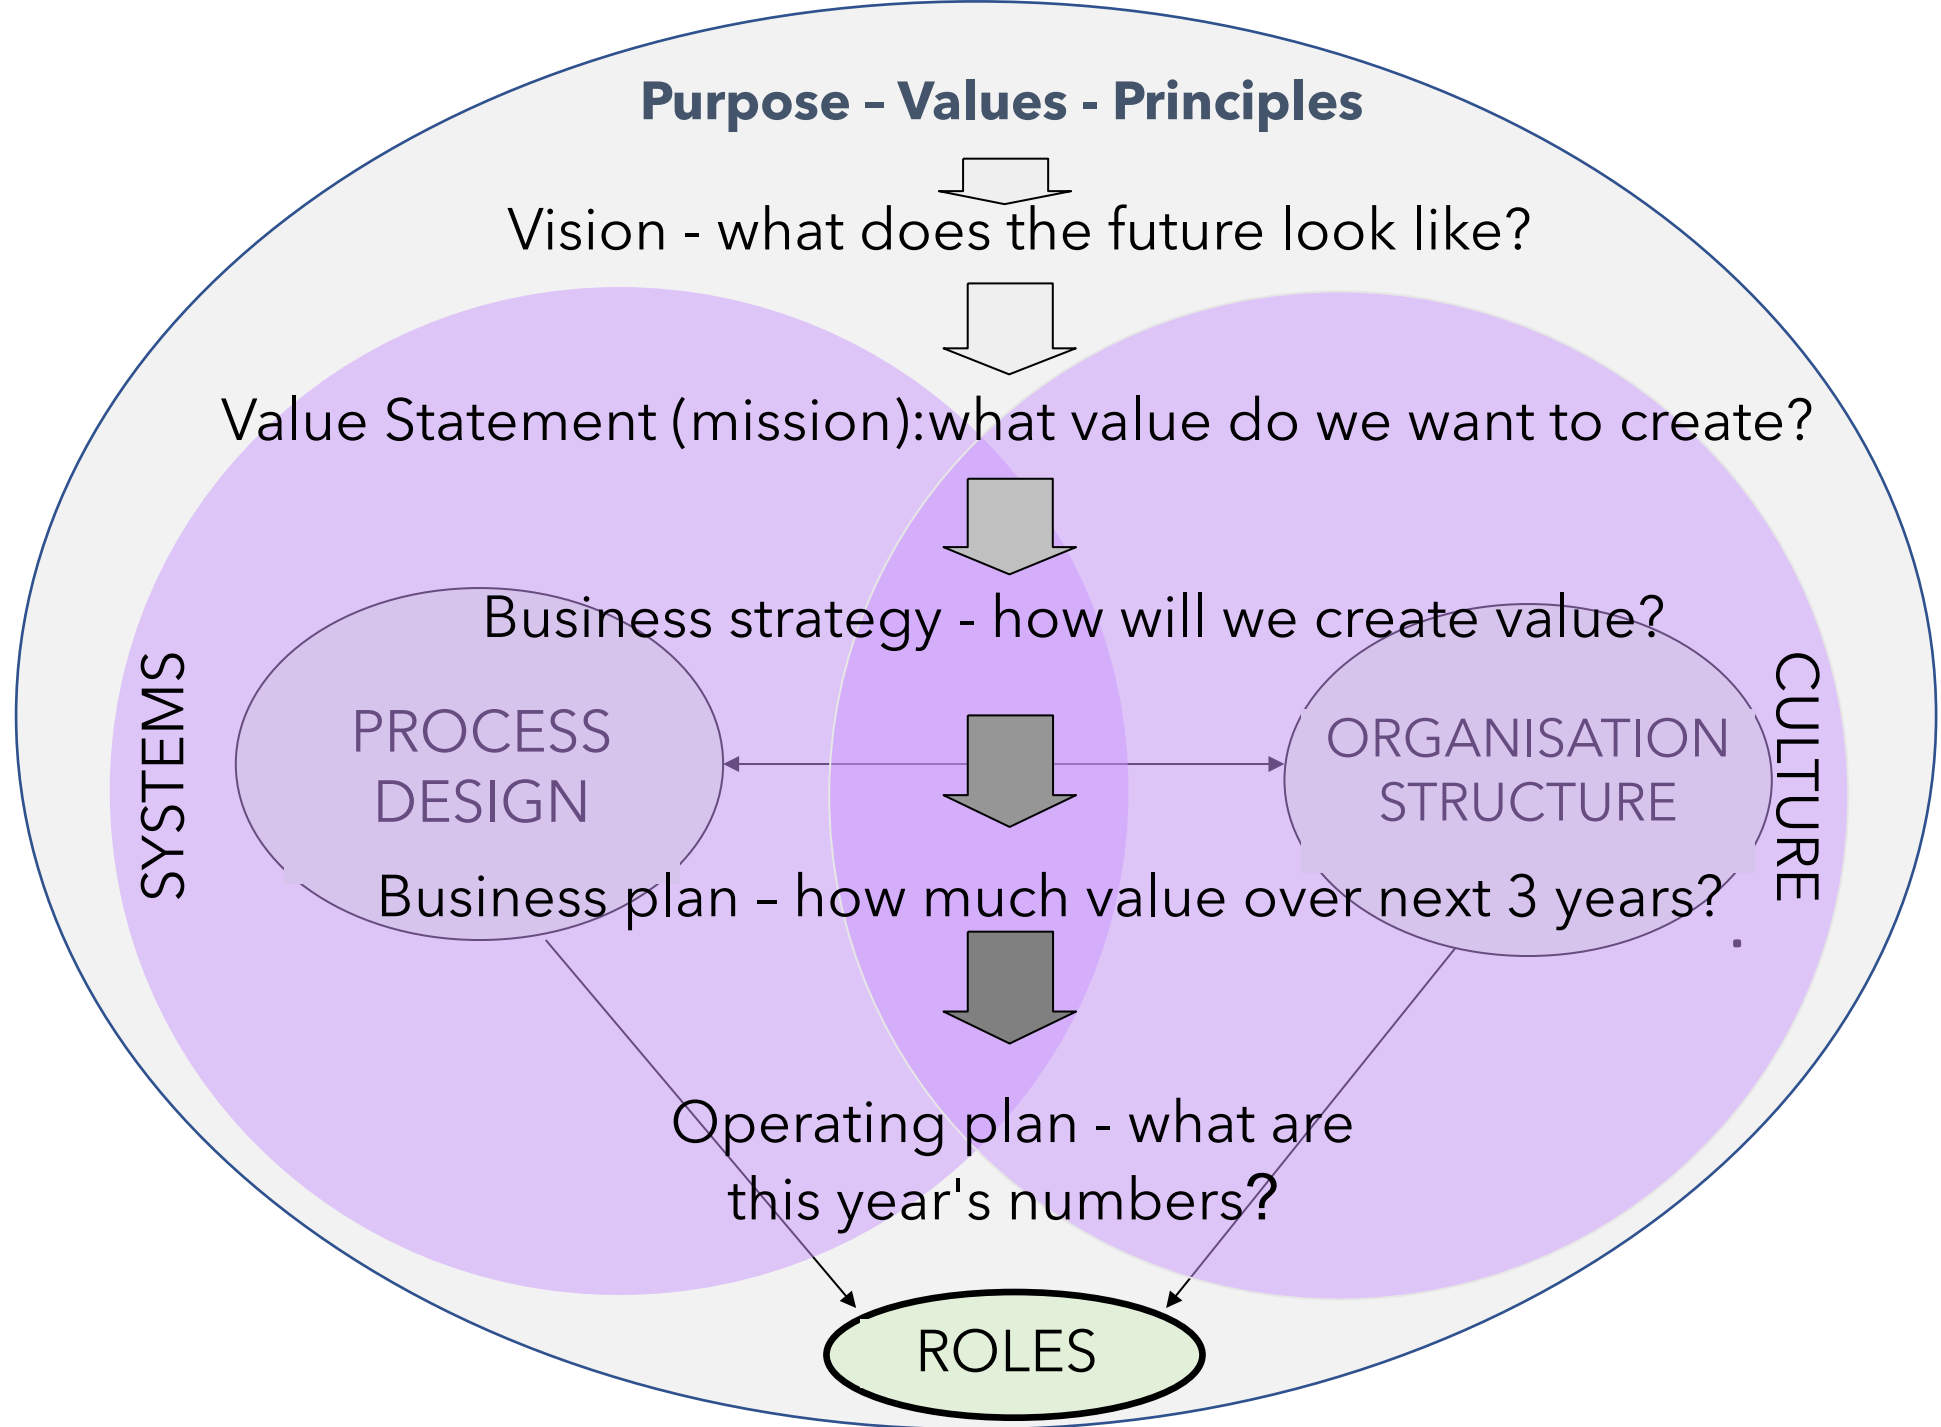 Purpose – Values - Principles
Vision - what does the future look like?
Value Statement (mission):what value do we want to create?
Business strategy - how will we create value?
SYSTEMS
PROCESS
DESIGN
ORGANISATION
STRUCTURE
CULTURE
Business plan – how much value over next 3 years?
.
Operating plan - what are
this year's numbers?
ROLES